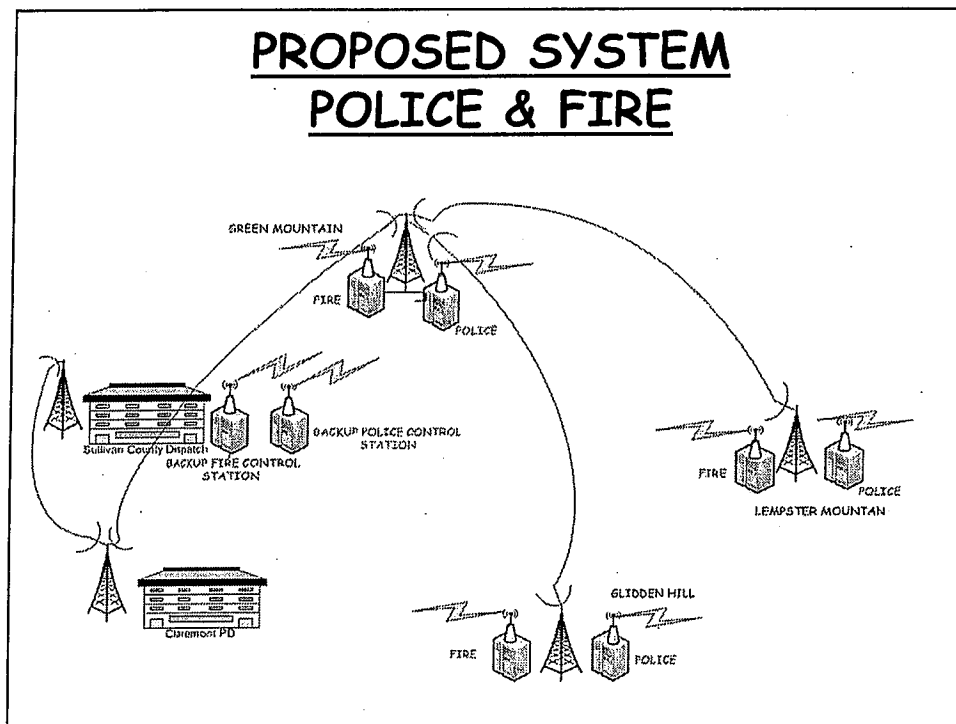 PROPOSED SYSTEM
POLICE & FIRE
GREEN MOUNTAIN
FIRE
POLICE
Sullivan County Dispatch
BACKUP FIRE CONTROL
STATION
BACKUP POLICE CONTROL
STATION
FIRE
POLICE
LEMPSTER MOUNTAN
Claremont PD
GLIDDEN HILL
FIRE
POLICE